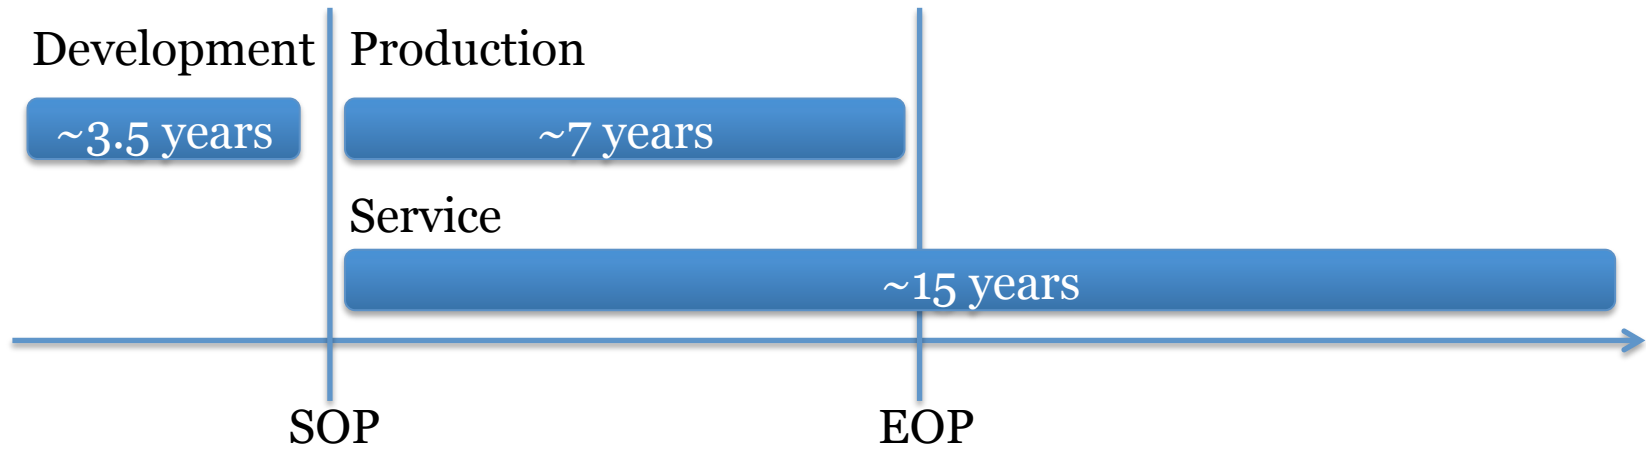 Development
Production
~3.5 years
~7 years
Service
~15 years
SOP
EOP